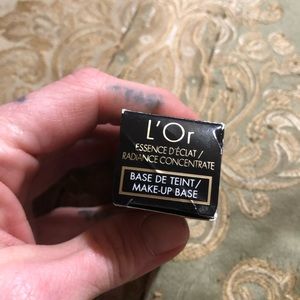 L'Or
ESSENCE D'ÉCLAT /
RADIANCE CONCENTRATE
BASE DE TEINT /
MAKE-UP BASE